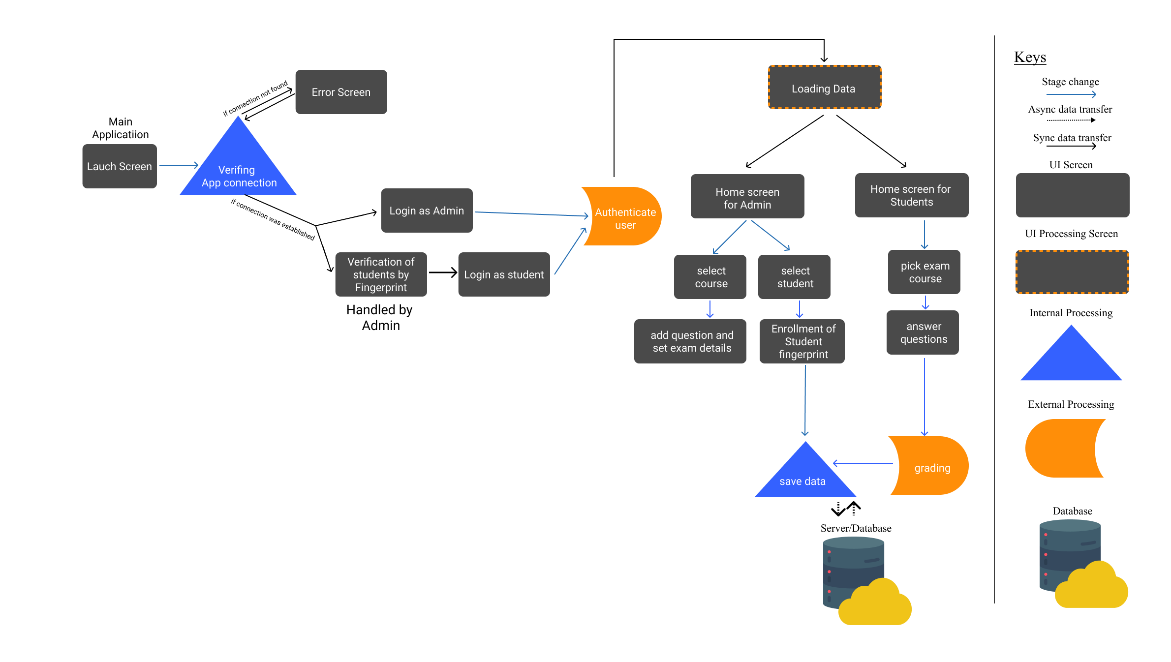 Main
Applicatiion
Lauch Screen
If connection not found
Error Screen
Verifing
App connection
If connection was established
Login as Admin
Verification of
students by
Fingerprint
Handled by
Admin
Login as student
Authenticate
user
Loading Data
Home screen
for Admin
Home screen for
Students
select
course
select
student
pick exam
course
add question and
set exam details
Enrollment of
Student
fingerprint
answer
questions
save data
grading
Server/Database
Keys
Stage change
Async data transfer
Sync data transfer
UI Screen
UI Processing Screen
Internal Processing
External Processing
Database